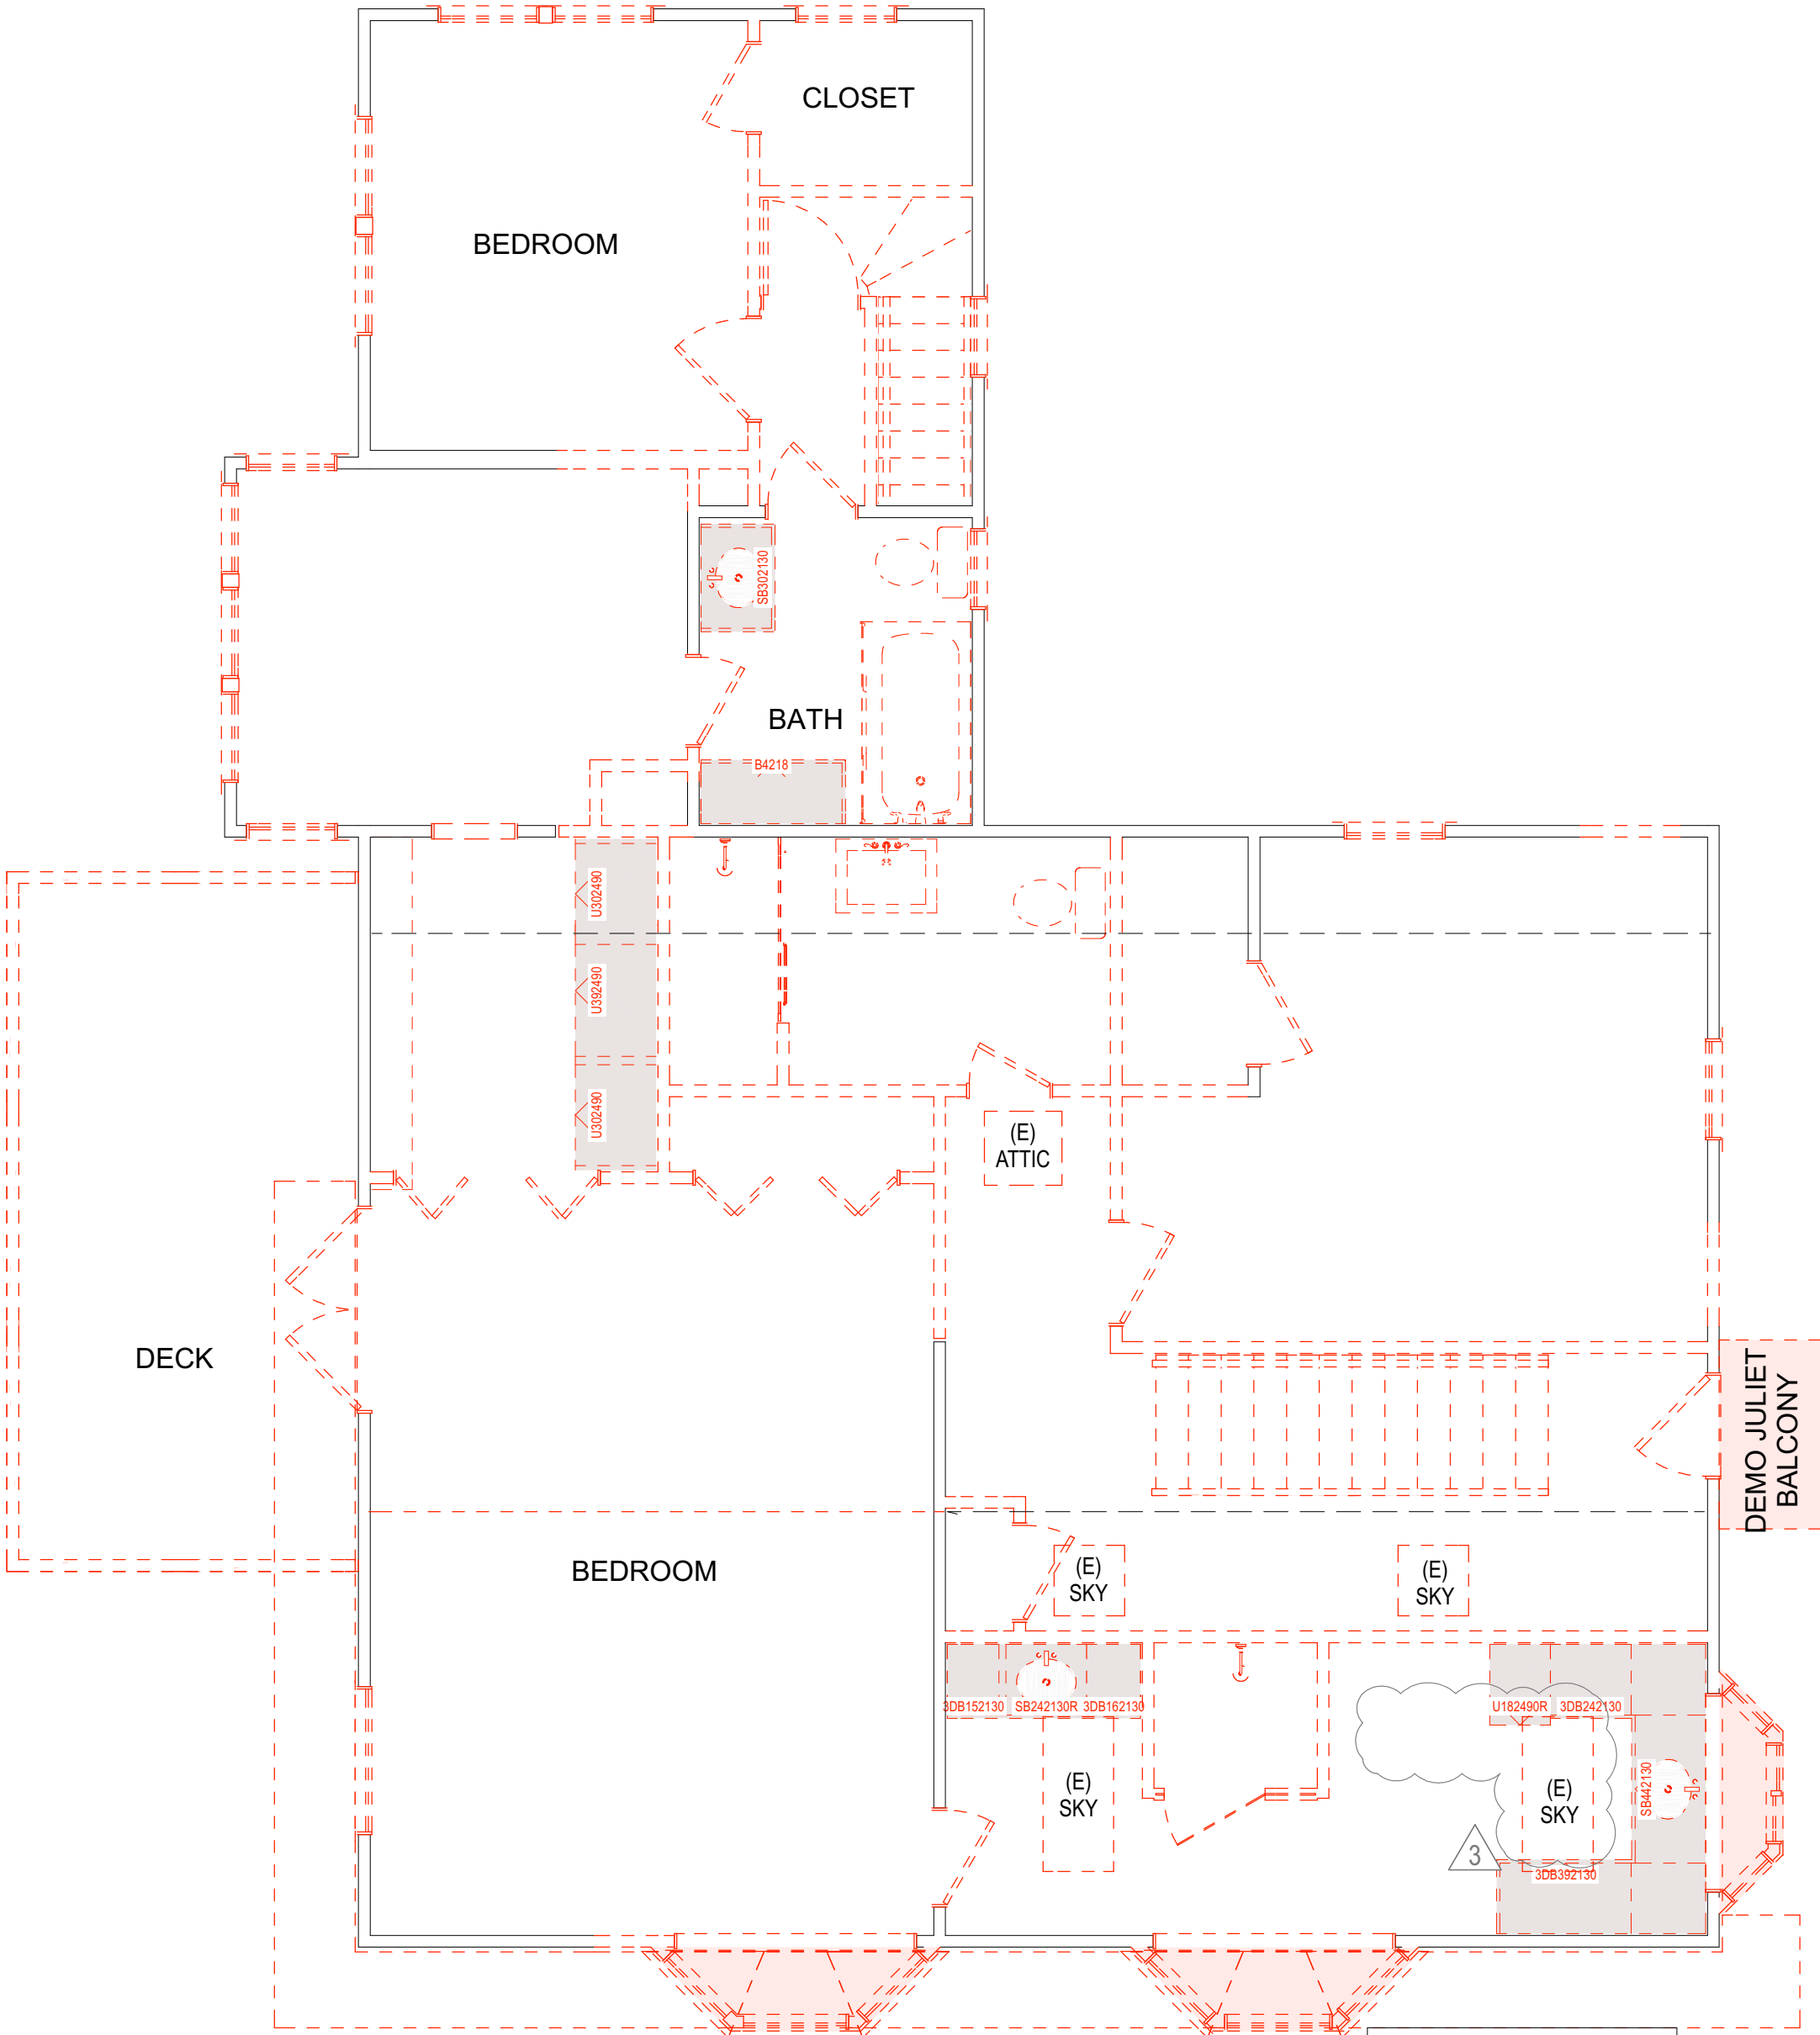 CLOSET
BEDROOM
SB302130
BATH
B4218
U302490
U392490
U302490
(E)
ATTIC
DECK
DEMO JULIET
BALCONY
BEDROOM
(E)
SKY
(E)
SKY
3DB152130
SB242130R
3DB162130
U182490R
3DB242130
(E)
SKY
(E)
SKY
SB442130
3
3DB392130